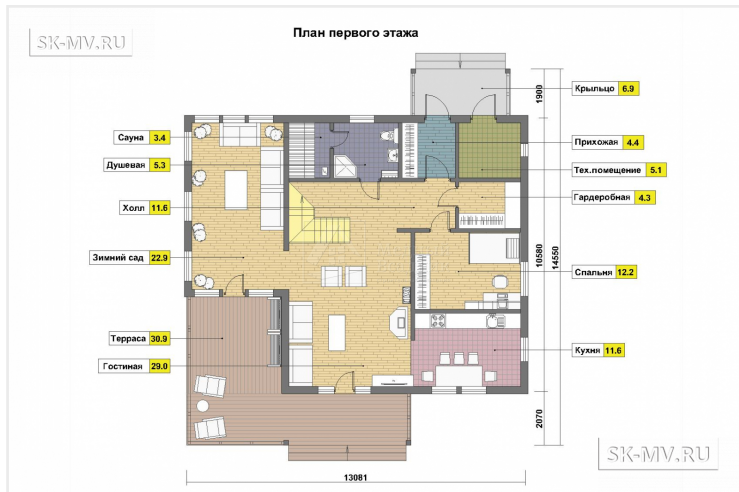 SK-MV.RU
План первого этажа
Крыльцо 6.9
Сауна 3.4
Прихожая 4.4
Душевая 5.3
Тех.помещение 5.1
Гардеробная 4.3
Холл 11.6
Зимний сад 22.9
Спальня 12.2
Терраса 30.9
Кухня 11.6
Гостиная 29.0
1900
10580
14550
2070
13081
SK-MV.RU